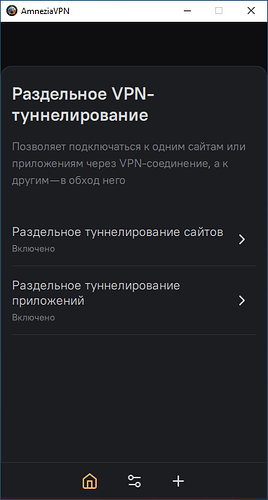 AmneziaVPN
Раздельное VPN-
туннелирование
Позволяет подключаться к одним сайтам или
приложениям через VPN-соединение, а к
другим—в обход него
Раздельное туннелирование сайтов
Включено
Раздельное туннелирование
приложений
Включено